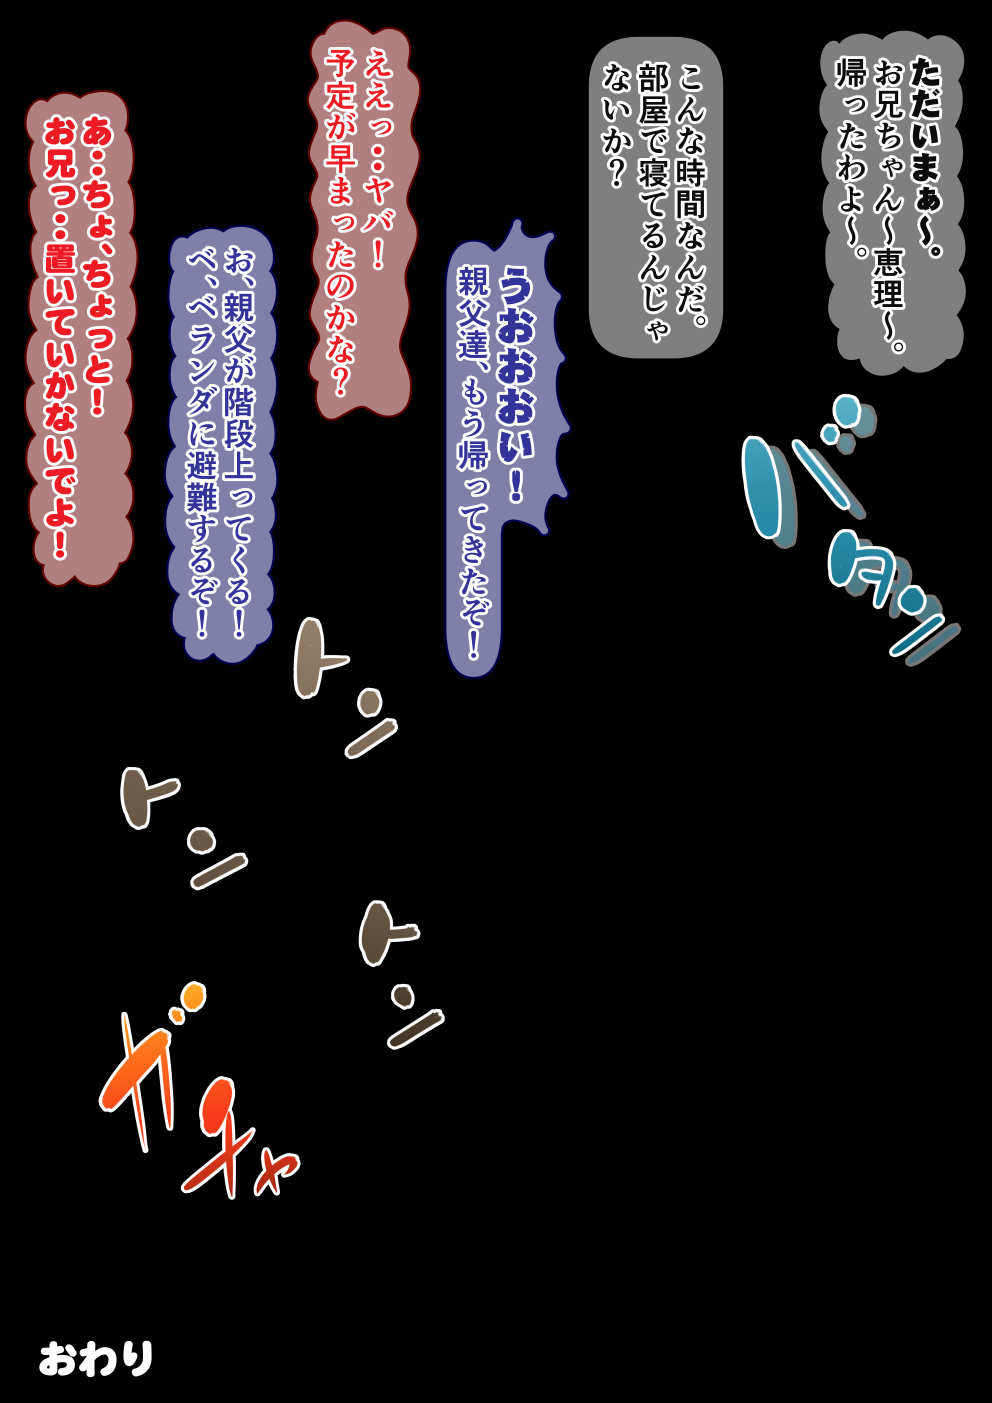 ただいまぁ～。
お兄ちゃん～恵理～。
帰ったわよ～。
バタン
こんな時間なんだ。
部屋で寝てるんじゃ
ないか？
うおおおい！
親父達、もう帰ってきたぞ！
ええっ‥ヤバ！
予定が早まったのかな？
お、親父が階段上ってくる！
ベ、ベランダに避難するぞ！
あ‥ちょ、ちょっと！
お兄っ‥置いていかないでよ！
トン
トン
トン
ガチャ
おわり